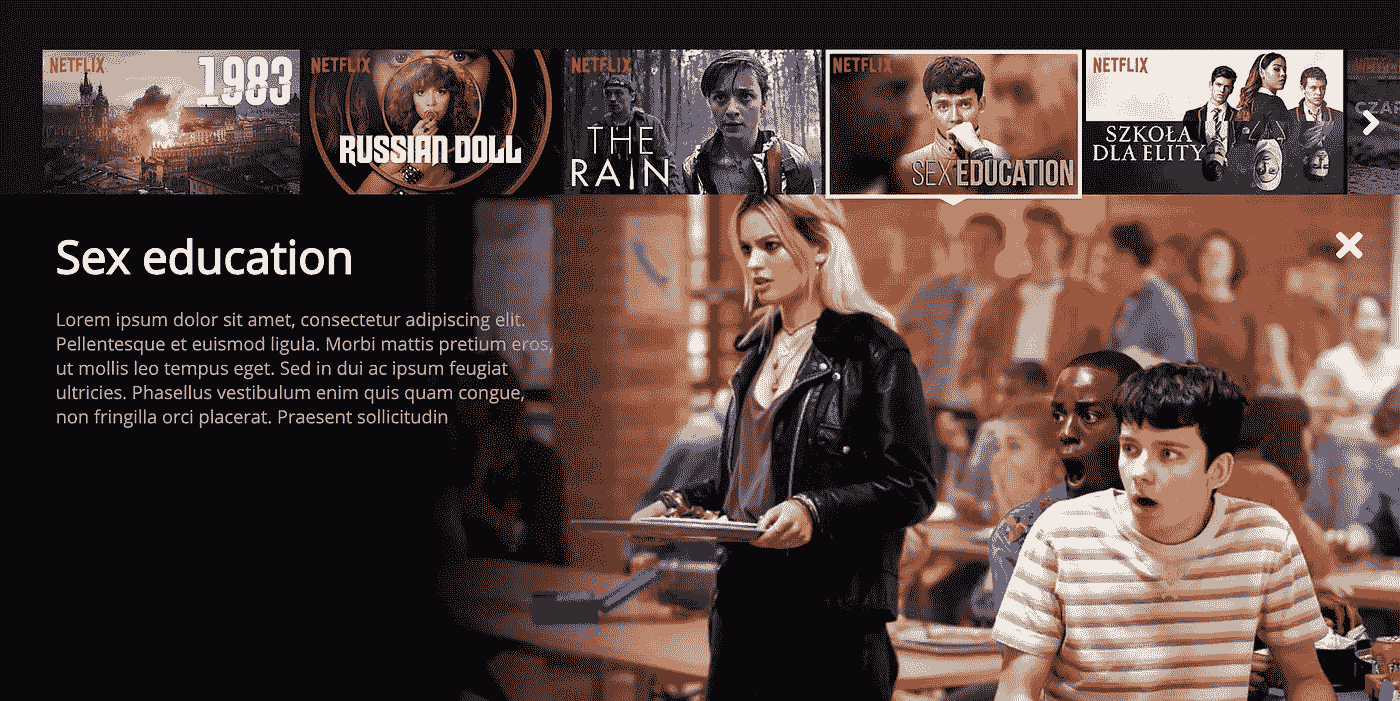 NETFLIX
1983
NETFLIX
RUSSIAN DOLL
NETFLIX
THE
RAIN
NETFLIX
SEX EDUCATION
NETFLIX
SZKOŁA
DLA ELITY
Sex education
Lorem ipsum dolor sit amet, consectetur adipiscing elit.
Pellentesque et euismod ligula. Morbi mattis pretium eros,
ut mollis leo tempus eget. Sed in dui ac ipsum feugiat
ultricies. Phasellus vestibulum enim quis quam congue,
non fringilla orci placerat. Praesent sollicitudin